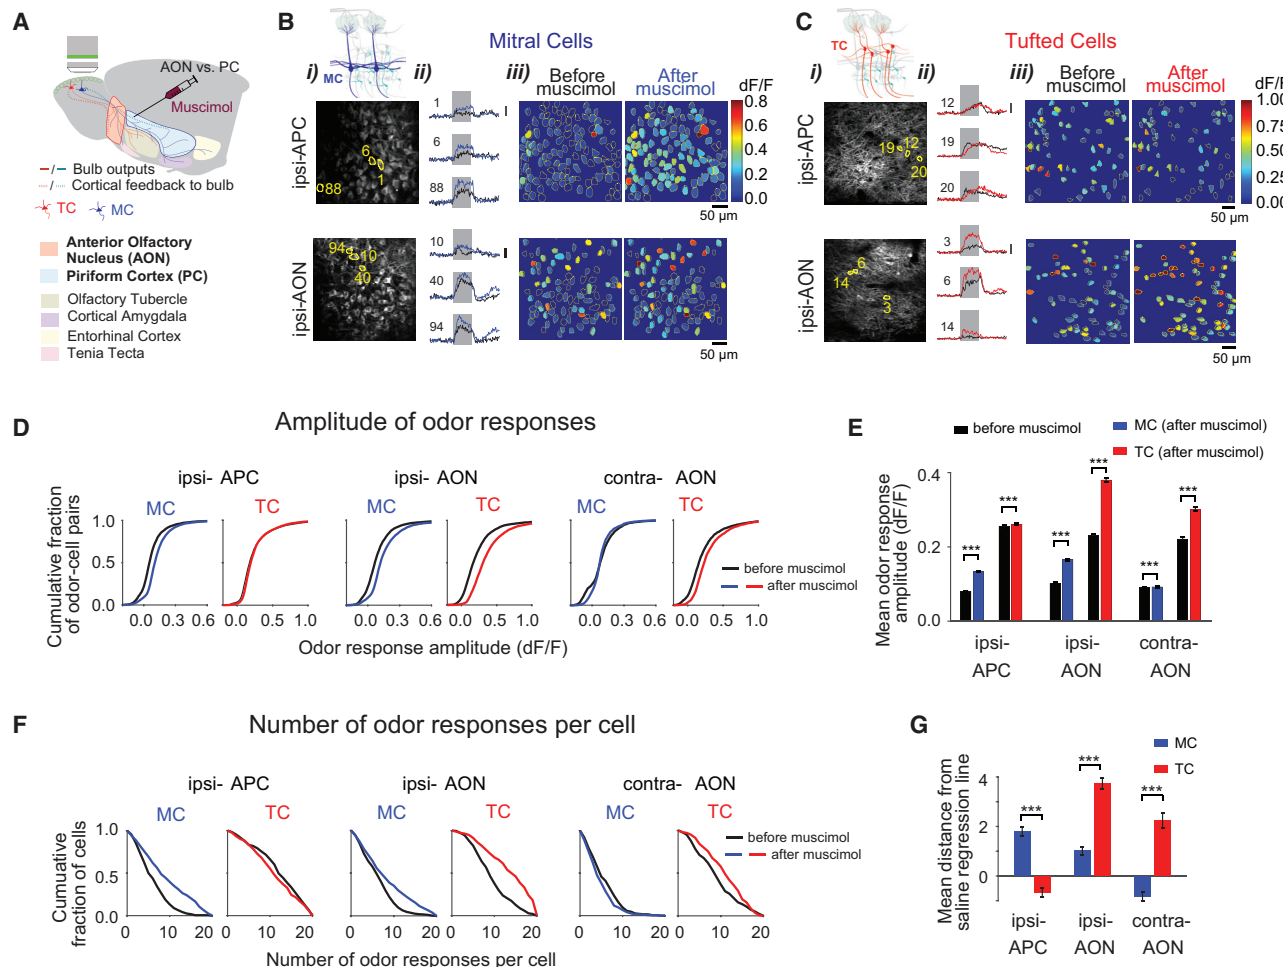 A
AON vs. PC
Muscimol
Bulb outputs
Cortical feedback to bulb
TC
MC
Anterior Olfactory
Nucleus (AON)
Piriform Cortex (PC)
Olfactory Tubercle
Cortical Amygdala
Entorhinal Cortex
Tenia Tecta
B
Mitral Cells
MC
i)
ii)
iii)
Before
muscimol
After
muscimol
dF/F
0.8
0.6
0.4
0.2
0.0
ipsi-APC
6
1
88
1
6
88
50 µm
ipsi-AON
94
10
40
10
40
94
50 µm
C
Tufted Cells
TC
i)
ii)
iii)
Before
muscimol
After
muscimol
dF/F
1.00
0.75
0.50
0.25
0.00
ipsi-APC
19
12
20
12
19
20
50 µm
ipsi-AON
6
14
3
3
6
14
50 µm
D
Amplitude of odor responses
ipsi- APC
ipsi- AON
contra- AON
MC
TC
MC
TC
MC
TC
Cumulative fraction
of odor-cell pairs
1.0
0.5
0.0
before muscimol
after muscimol
0.0 0.3 0.6
0.0 0.5 1.0
0.0 0.3 0.6
0.0 0.5 1.0
0.0 0.3 0.6
0.0 0.5 1.0
Odor response amplitude (dF/F)
E
before muscimol
MC (after muscimol)
TC (after muscimol)
Mean odor response
amplitude (dF/F)
0.4
0.2
0.0
***
***
***
***
***
***
ipsi-
APC
ipsi-
AON
contra-
AON
F
Number of odor responses per cell
ipsi- APC
ipsi- AON
contra- AON
MC
TC
MC
TC
MC
TC
Cumuative
fraction of cells
1.0
0.5
0.0
before muscimol
after muscimol
0 10 20
0 10 20
0 10 20
0 10 20
0 10 20
0 10 20
Number of odor responses per cell
G
MC
TC
Mean distance from
saline regression line
4
2
0
***
***
***
ipsi-
APC
ipsi-
AON
contra-
AON